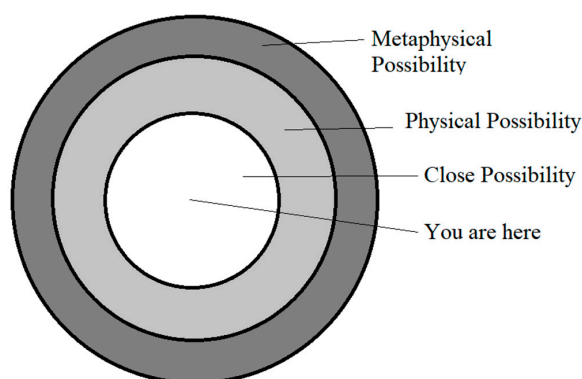 Metaphysical
Possibility
Physical Possibility
Close Possibility
You are here